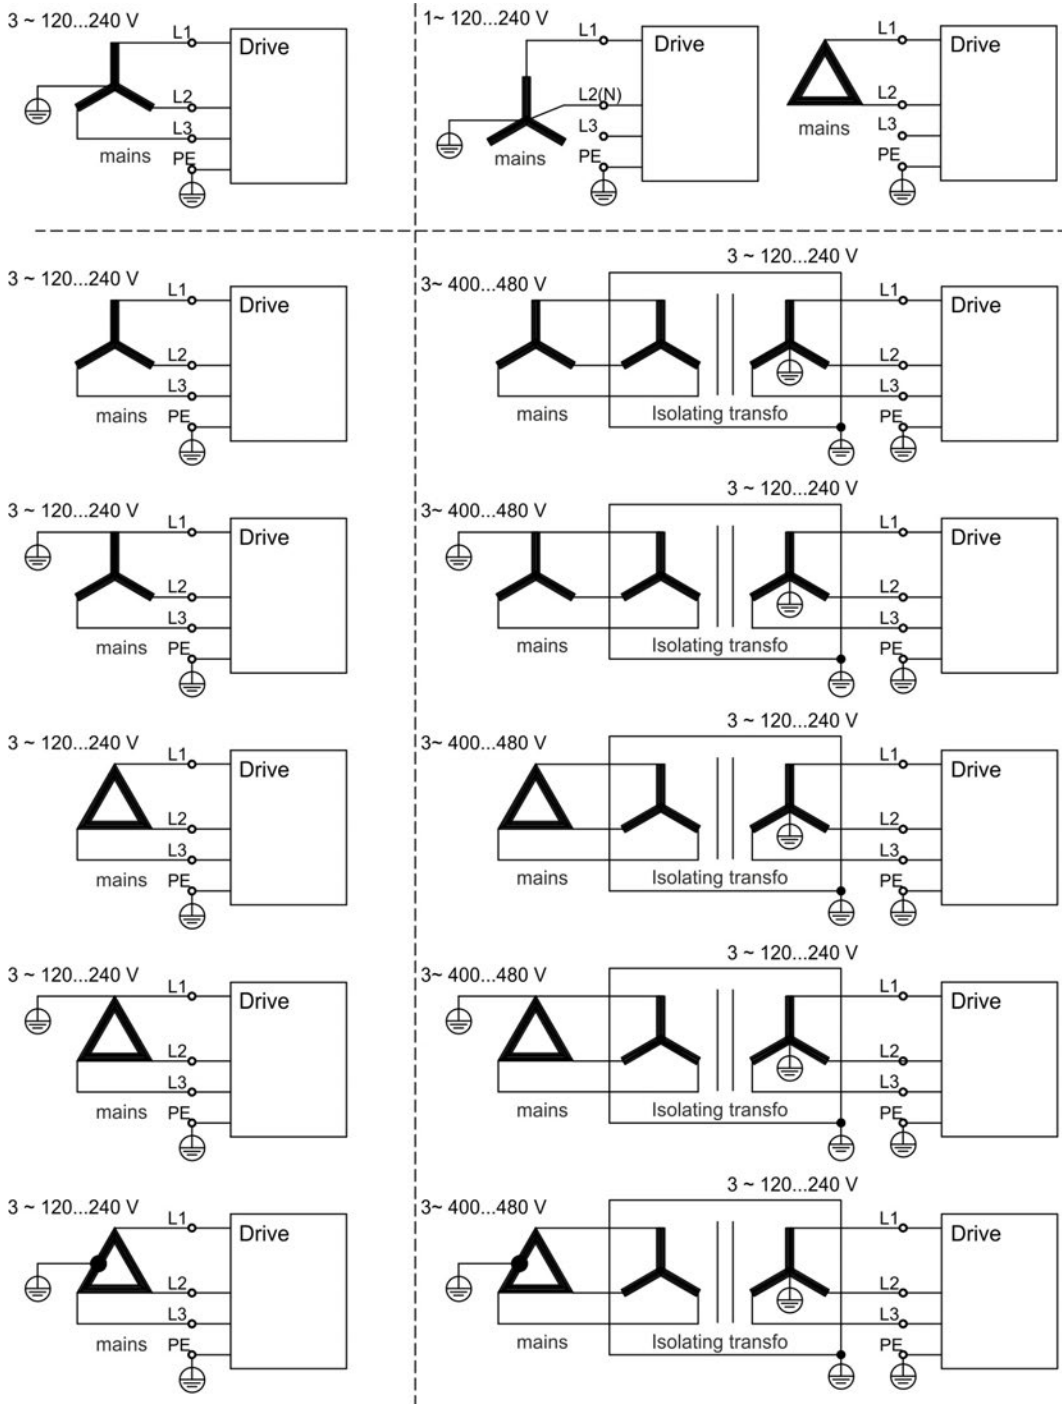 3 ~ 120...240 V
L1
Drive
L2
L3
mains
PE
1~ 120...240 V
L1
Drive
L2(N)
L3
mains
PE
L1
Drive
L2
mains
L3
PE
3 ~ 120...240 V
L1
Drive
L2
L3
mains
PE
3 ~ 120...240 V
3~ 400...480 V
L1
Drive
L2
L3
mains
Isolating transfo
PE
3 ~ 120...240 V
L1
Drive
L2
L3
mains
PE
3 ~ 120...240 V
3~ 400...480 V
L1
Drive
L2
L3
mains
Isolating transfo
PE
3 ~ 120...240 V
L1
Drive
L2
L3
mains
PE
3 ~ 120...240 V
3~ 400...480 V
L1
Drive
L2
L3
mains
Isolating transfo
PE
3 ~ 120...240 V
L1
Drive
L2
L3
mains
PE
3 ~ 120...240 V
3~ 400...480 V
L1
Drive
L2
L3
mains
Isolating transfo
PE
3 ~ 120...240 V
L1
Drive
L2
L3
mains
PE
3 ~ 120...240 V
3~ 400...480 V
L1
Drive
L2
L3
mains
Isolating transfo
PE